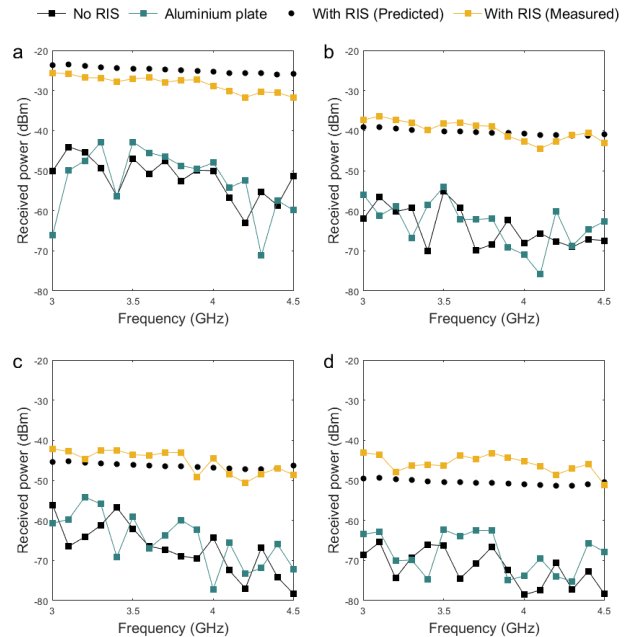 No RIS Aluminium plate With RIS (Predicted) With RIS (Measured)
a
-20
-30
-40
-50
-60
-70
-80
Received power (dBm)
3 3.5 4 4.5
Frequency (GHz)
b
-20
-30
-40
-50
-60
-70
-80
Received power (dBm)
3 3.5 4 4.5
Frequency (GHz)
c
-20
-30
-40
-50
-60
-70
-80
Received power (dBm)
3 3.5 4 4.5
Frequency (GHz)
d
-20
-30
-40
-50
-60
-70
-80
Received power (dBm)
3 3.5 4 4.5
Frequency (GHz)